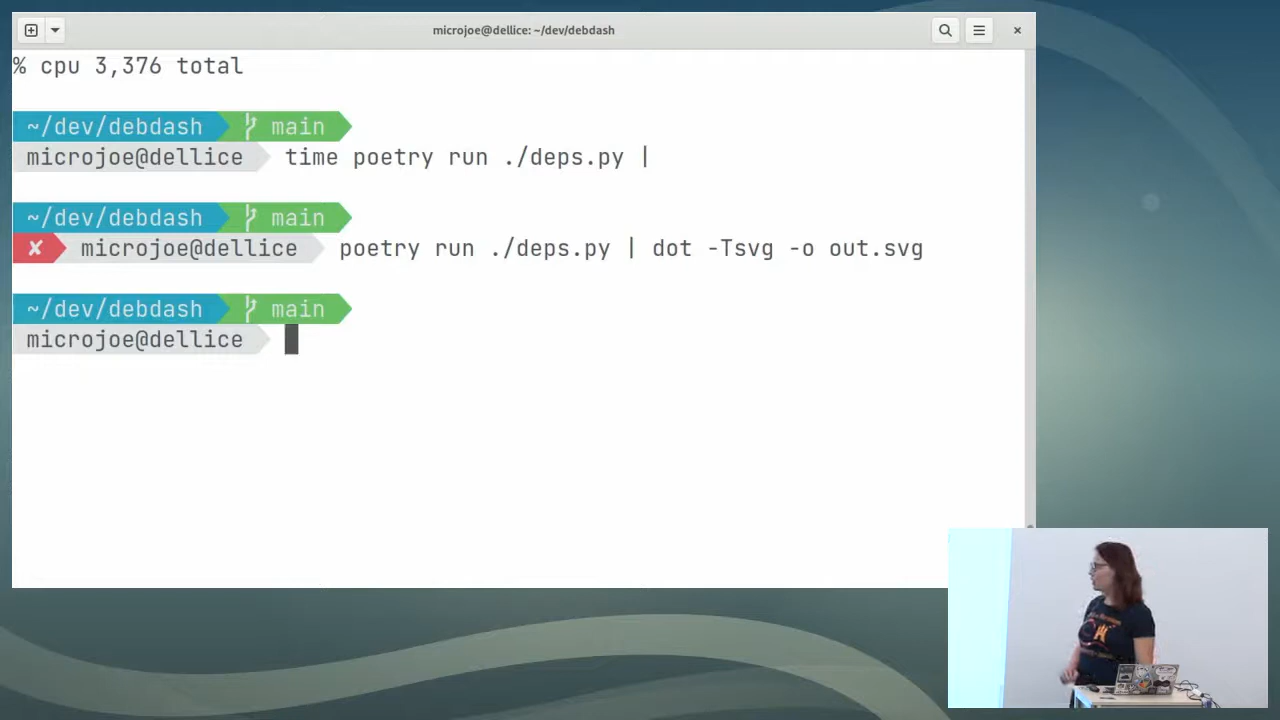 microjoe@dellice: ~/dev/debdash
% cpu 3,376 total
~/dev/debdash main
microjoe@dellice time poetry run ./deps.py |
~/dev/debdash main
✘ microjoe@dellice poetry run ./deps.py | dot -Tsvg -o out.svg
~/dev/debdash main
microjoe@dellice